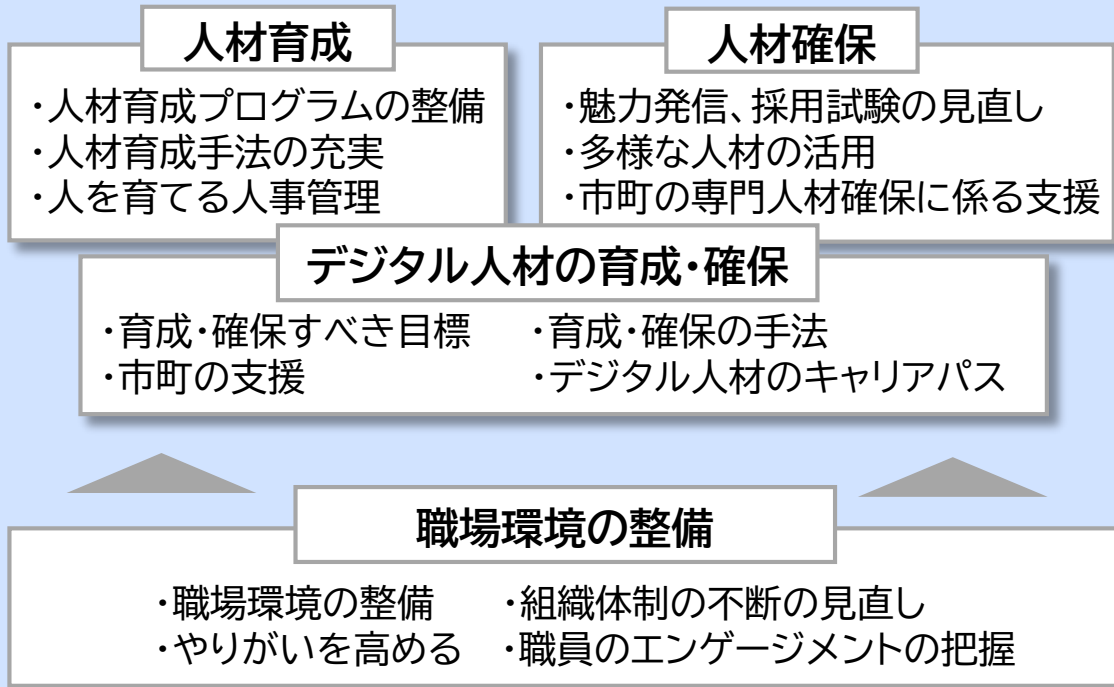 人材育成
・人材育成プログラムの整備
・人材育成手法の充実
・人を育てる人事管理
人材確保
・魅力発信、採用試験の見直し
・多様な人材の活用
・市町の専門人材確保に係る支援
デジタル人材の育成・確保
・育成・確保すべき目標 ・育成・確保の手法
・市町の支援 ・デジタル人材のキャリアパス
職場環境の整備
・職場環境の整備 ・組織体制の不断の見直し
・やりがいを高める ・職員のエンゲージメントの把握